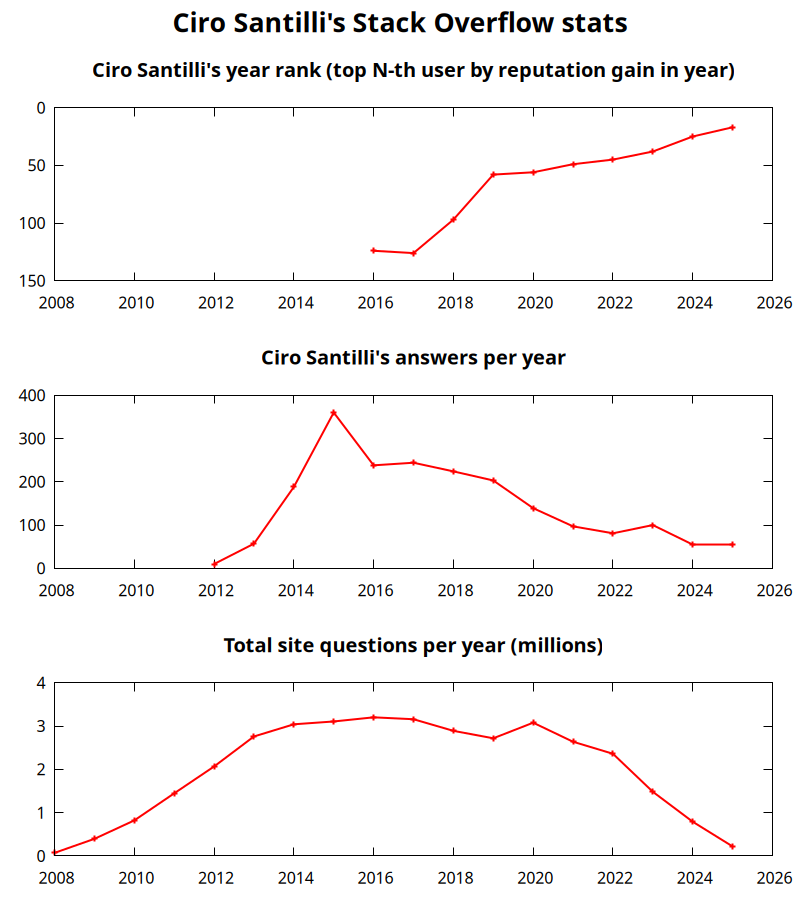 Ciro Santilli's Stack Overflow stats
Ciro Santilli's year rank (top N-th user by reputation gain in year)
0
50
100
150
2008 2010 2012 2014 2016 2018 2020 2022 2024 2026
Ciro Santilli's answers per year
400
300
200
100
0
2008 2010 2012 2014 2016 2018 2020 2022 2024 2026
Total site questions per year (millions)
4
3
2
1
0
2008 2010 2012 2014 2016 2018 2020 2022 2024 2026